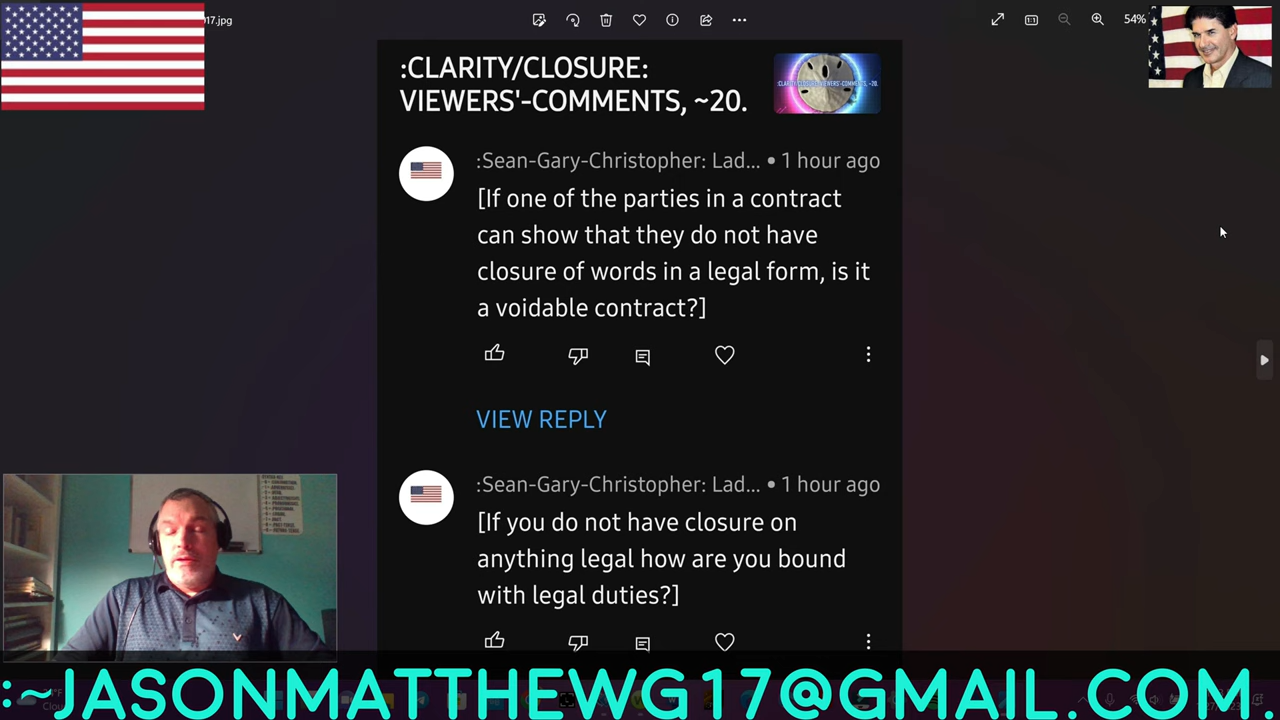 017.jpg
54%
:CLARITY/CLOSURE:
VIEWERS'-COMMENTS, ~20.
:Sean-Gary-Christopher: Lad... • 1 hour ago
[If one of the parties in a contract
can show that they do not have
closure of words in a legal form, is it
a voidable contract?]
VIEW REPLY
:Sean-Gary-Christopher: Lad... • 1 hour ago
[If you do not have closure on
anything legal how are you bound
with legal duties?]
:~JASONMATTHEWG17@GMAIL.COM.